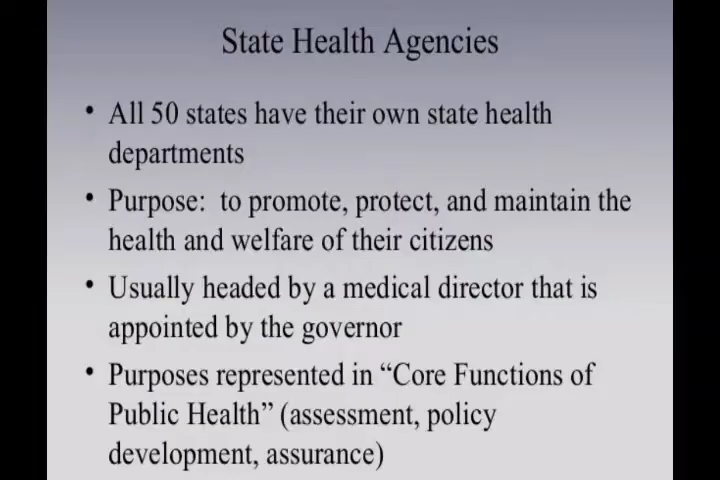 State Health Agencies
• All 50 states have their own state health
departments
• Purpose:  to promote, protect, and maintain the
health and welfare of their citizens
• Usually headed by a medical director that is
appointed by the governor
• Purposes represented in “Core Functions of
Public Health” (assessment, policy
development, assurance)